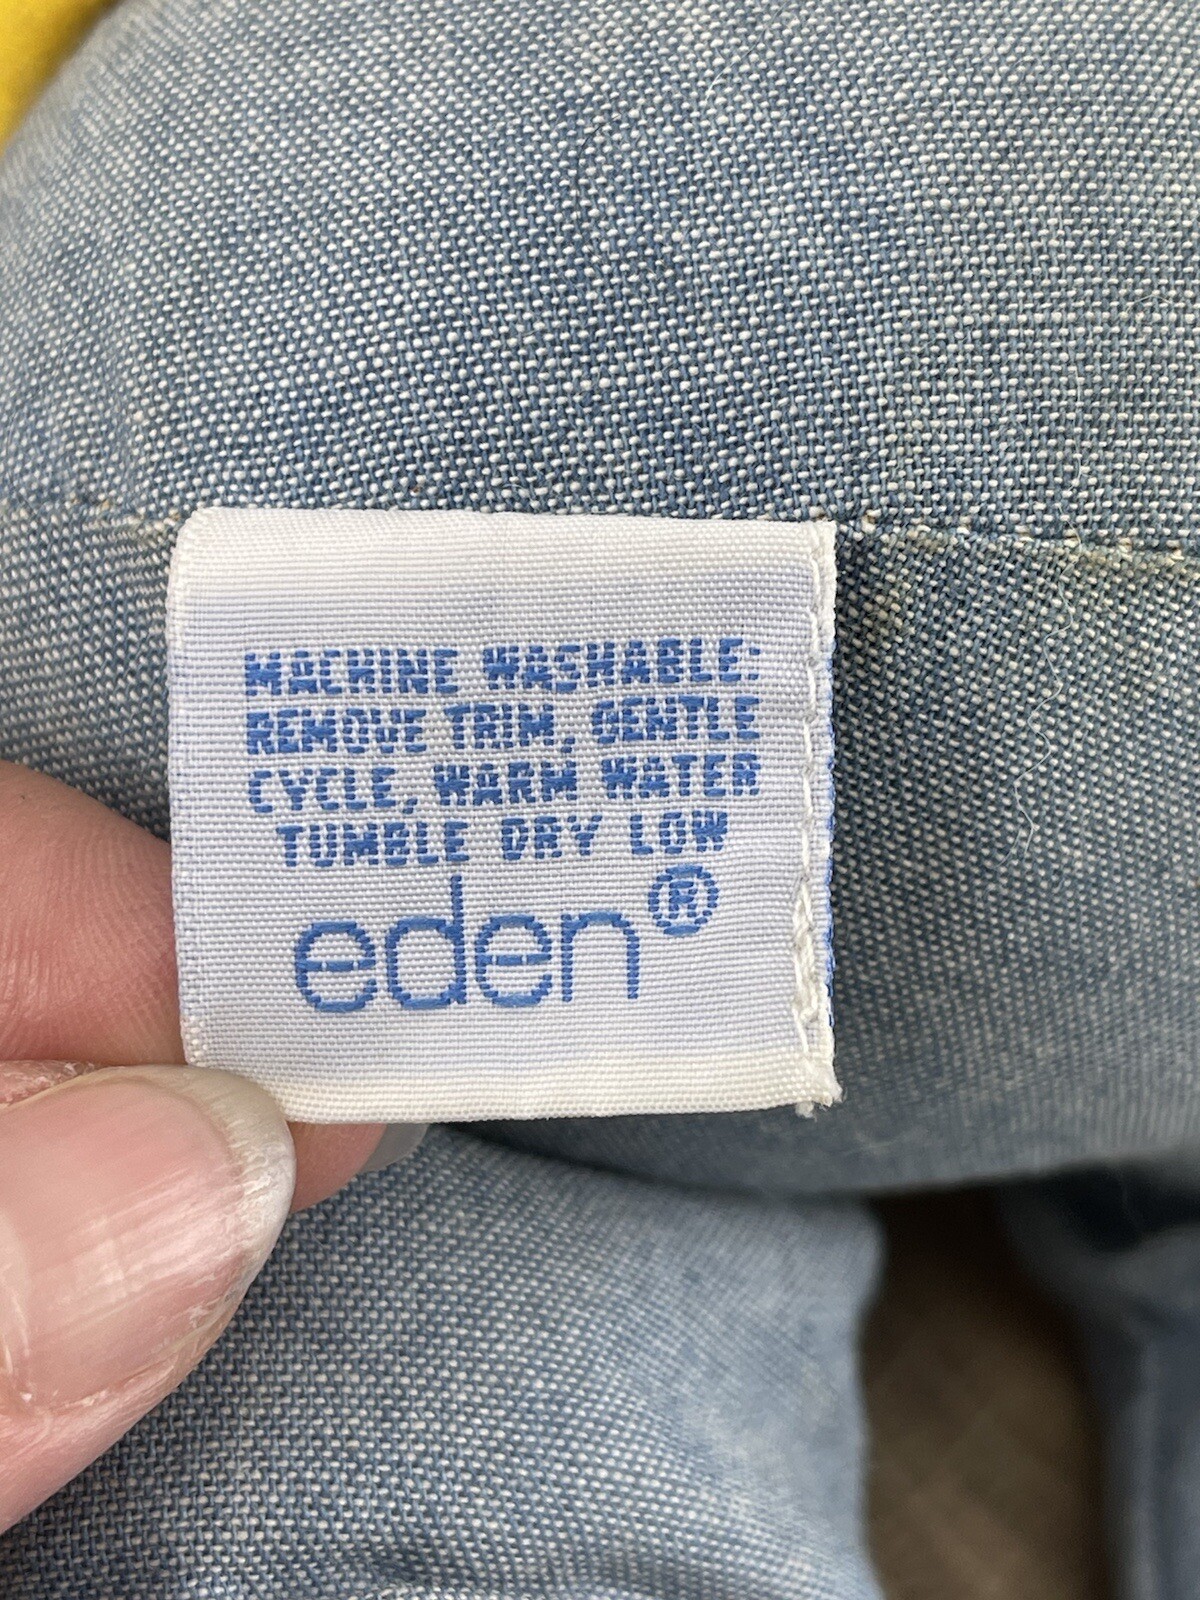 MACHINE WASHABLE:
REMOVE TRIM, GENTLE
CYCLE, WARM WATER
TUMBLE DRY LOW
eden®